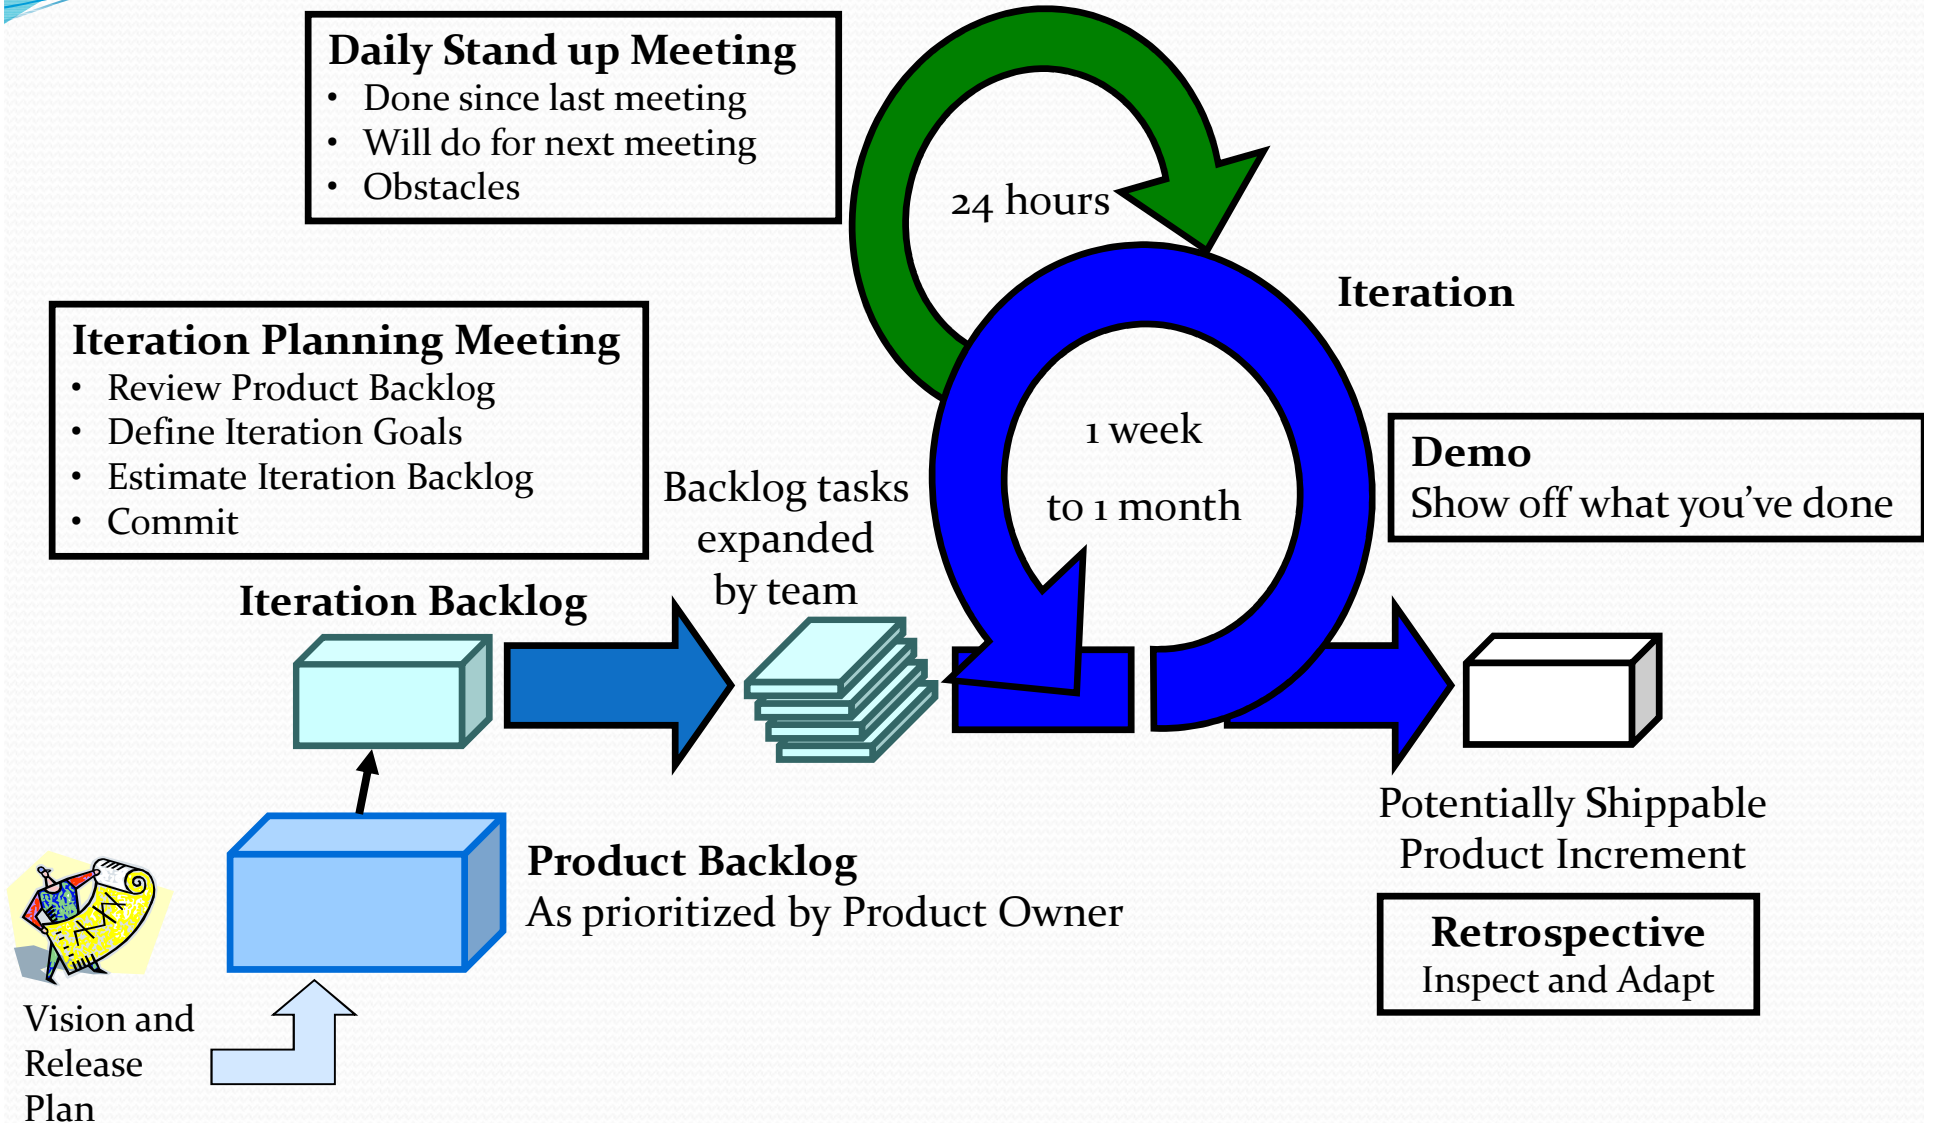 Daily Stand up Meeting
• Done since last meeting
• Will do for next meeting
• Obstacles
24 hours
Iteration
Iteration Planning Meeting
• Review Product Backlog
• Define Iteration Goals
• Estimate Iteration Backlog
• Commit
1 week
to 1 month
Demo
Show off what you’ve done
Backlog tasks
expanded
by team
Iteration Backlog
Potentially Shippable
Product Increment
Product Backlog
As prioritized by Product Owner
Retrospective
Inspect and Adapt
Vision and
Release
Plan